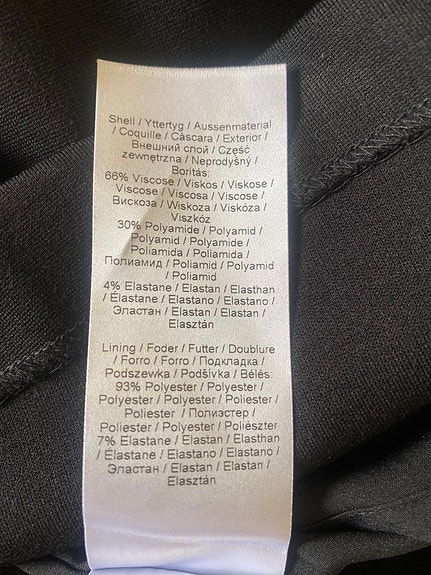 Shell / Yttertyg / Aussenmaterial
/ Coquille / Cáscara / Exterior /
Внешний слой / Część
zewnętrzna / Neprodyšný /
Borítás:
66% Viscose / Viskos / Viskose /
Viscose / Viscosa / Viscose /
Вискоза / Wiskoza / Viskóza /
Viszkóz
30% Polyamide / Polyamid /
Polyamid / Polyamide /
Poliamida / Poliamida /
Полиамид / Poliamid / Polyamid
/ Poliamid
4% Elastane / Elastan / Elasthan
/ Élastane / Elastano / Elastano /
Эластан / Elastan / Elastan /
Elasztán
Lining / Foder / Futter / Doublure
/ Forro / Forro / Подкладка /
Podszewka / Podšívka / Bélés:
93% Polyester / Polyester /
Polyester / Polyester / Poliester /
Poliester / Полиэстер /
Poliester / Polyester / Poliészter
7% Elastane / Elastan / Elasthan
/ Élastane / Elastano / Elastano /
Эластан / Elastan / Elastan /
Elasztán